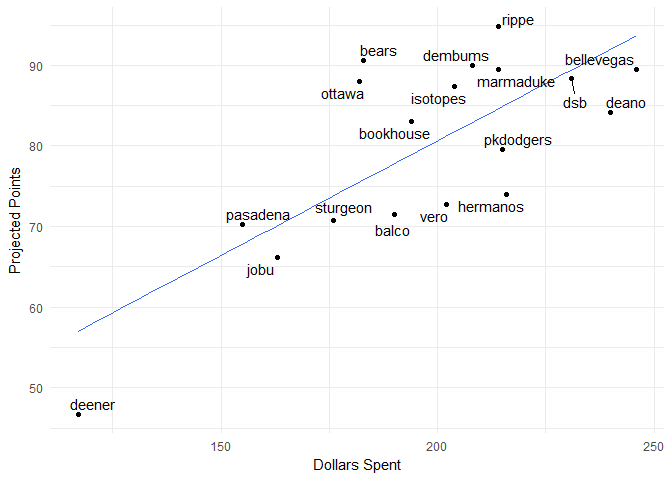 rippe
bears
dembums
bellevegas
90
ottawa
marmaduke
isotopes
dsb
deano
bookhouse
80
pkdodgers
Projected Points
sturgeon
hermanos
pasadena
vero
70
balco
jobu
60
50
deener
150
200
250
Dollars Spent